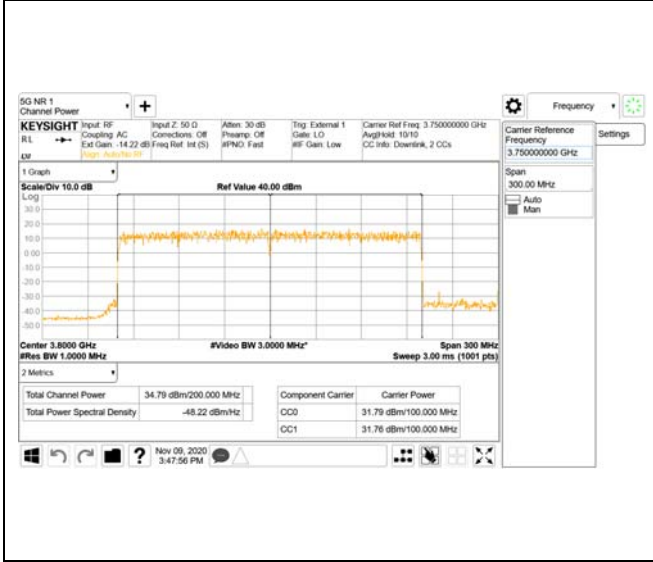 5G NR 1
Channel Power
Frequency
KEYSIGHT
Input: RF
Input Z: 50 Ω
Atten: 30 dB
Trig: External 1
Carrier Ref Freq: 3.750000000 GHz
RL
Coupling: AC
Corrections: Off
Preamp: Off
Gate: LO
Avg|Hold: 10/10
Ext Gain: -14.22 dB
Freq Ref: Int (S)
#PNO: Fast
#IF Gain: Low
CC Info: Downlink, 2 CCs
Align: Auto/No RF
Carrier Reference
Frequency
3.750000000 GHz
Settings
Span
300.00 MHz
Auto
Man
1 Graph
Scale/Div 10.0 dB
Ref Value 40.00 dBm
Log
30.0
20.0
10.0
0.00
-10.0
-20.0
-30.0
-40.0
-50.0
Center 3.8000 GHz
#Video BW 3.0000 MHz*
Span 300 MHz
#Res BW 1.0000 MHz
Sweep 3.00 ms (1001 pts)
2 Metrics
Total Channel Power
34.79 dBm/200.000 MHz
Component Carrier
Carrier Power
Total Power Spectral Density
-48.22 dBm/Hz
CC0
31.79 dBm/100.000 MHz
CC1
31.76 dBm/100.000 MHz
?
Nov 09, 2020
3:47:56 PM